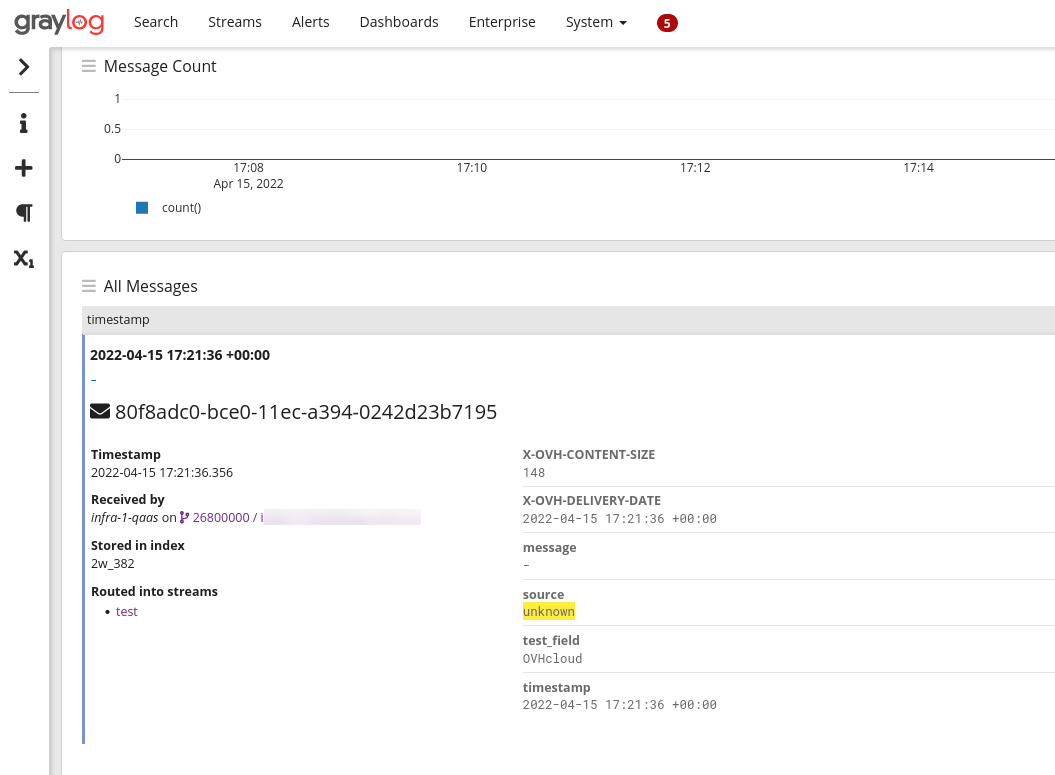 graylog Search Streams Alerts Dashboards Enterprise System 5
Message Count
1
0.5
0
17:08 17:10 17:12 17:14
Apr 15, 2022
count()
All Messages
timestamp
2022-04-15 17:21:36 +00:00
–
80f8adc0-bce0-11ec-a394-0242d23b7195
Timestamp
2022-04-15 17:21:36.356
Received by
infra-1-qaas on 26800000 / i
Stored in index
2w_382
Routed into streams
• test
X-OVH-CONTENT-SIZE
148
X-OVH-DELIVERY-DATE
2022-04-15 17:21:36 +00:00
message
–
source
unknown
test_field
OVHcloud
timestamp
2022-04-15 17:21:36 +00:00